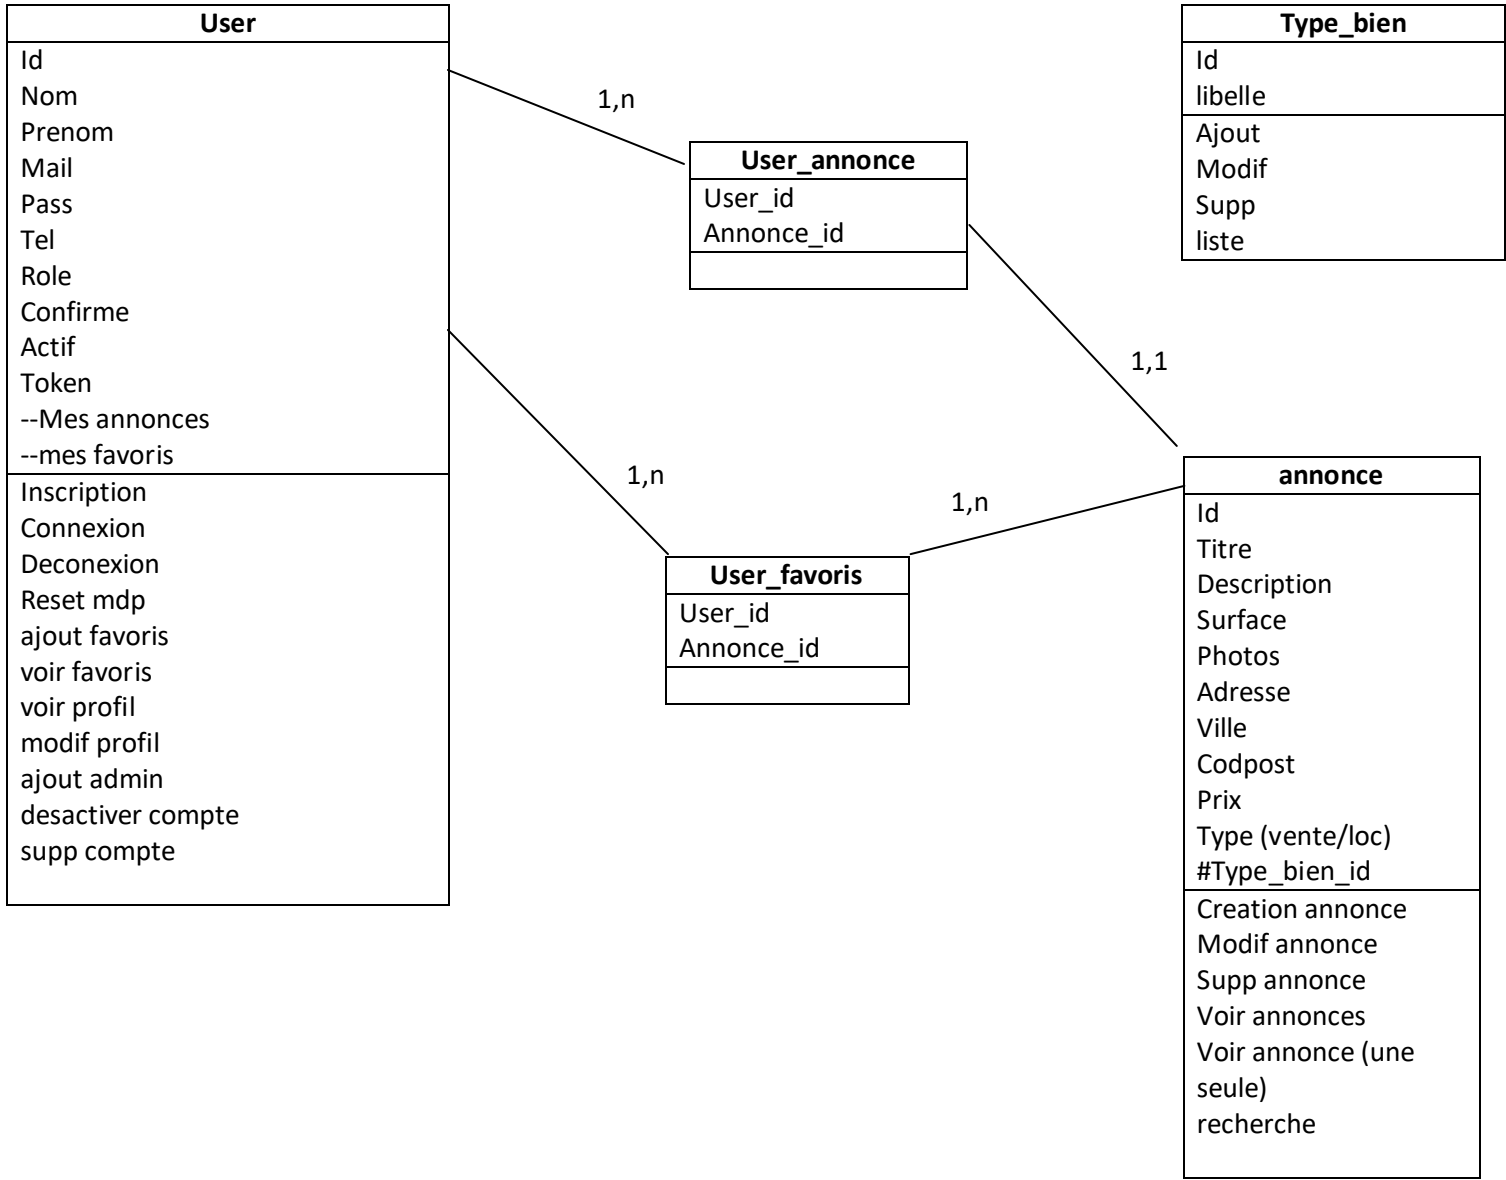 User
Id
Nom
Prenom
Mail
Pass
Tel
Role
Confirme
Actif
Token
--Mes annonces
--mes favoris
Inscription
Connexion
Deconexion
Reset mdp
ajout favoris
voir favoris
voir profil
modif profil
ajout admin
desactiver compte
supp compte
1,n
User_annonce
User_id
Annonce_id
1,n
User_favoris
User_id
Annonce_id
1,n
1,1
Type_bien
Id
libelle
Ajout
Modif
Supp
liste
annonce
Id
Titre
Description
Surface
Photos
Adresse
Ville
Codpost
Prix
Type (vente/loc)
#Type_bien_id
Creation annonce
Modif annonce
Supp annonce
Voir annonces
Voir annonce (une
seule)
recherche